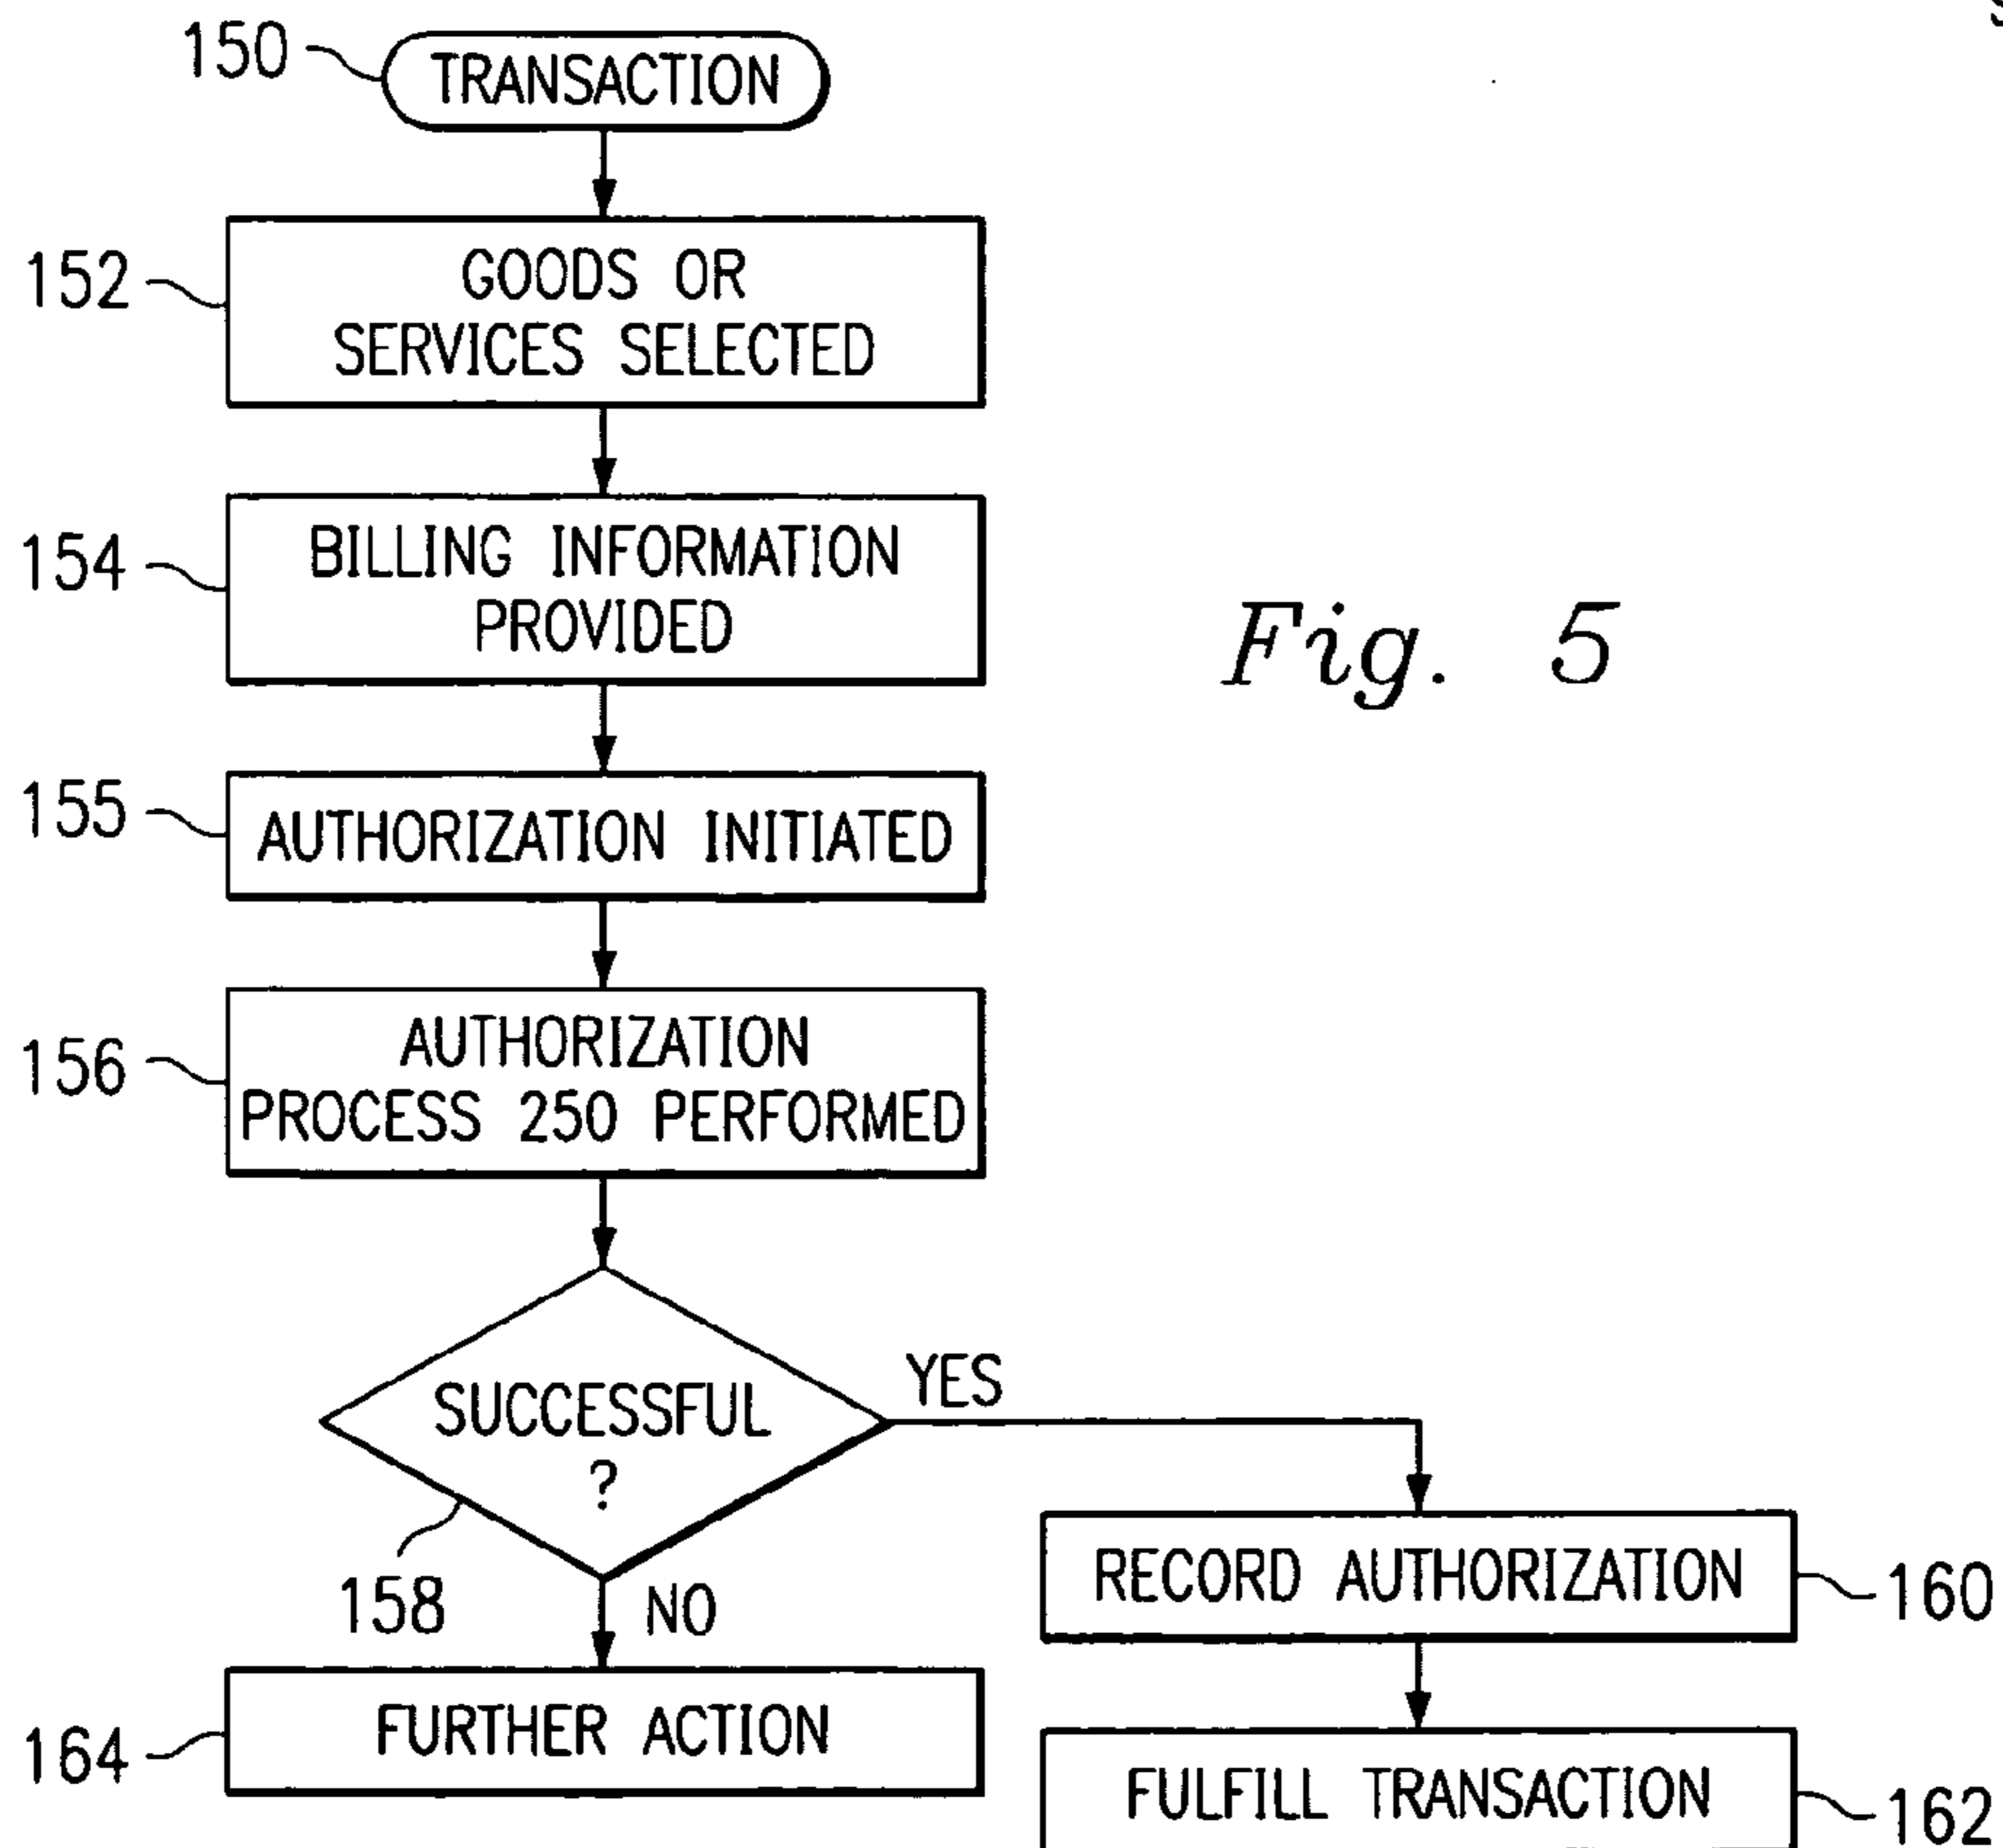 150
TRANSACTION
152
GOODS OR
SERVICES SELECTED
154
BILLING INFORMATION
PROVIDED
Fig. 5
155
AUTHORIZATION INITIATED
156
AUTHORIZATION
PROCESS 250 PERFORMED
SUCCESSFUL
?
YES
158
NO
RECORD AUTHORIZATION
160
164
FURTHER ACTION
FULFILL TRANSACTION
162